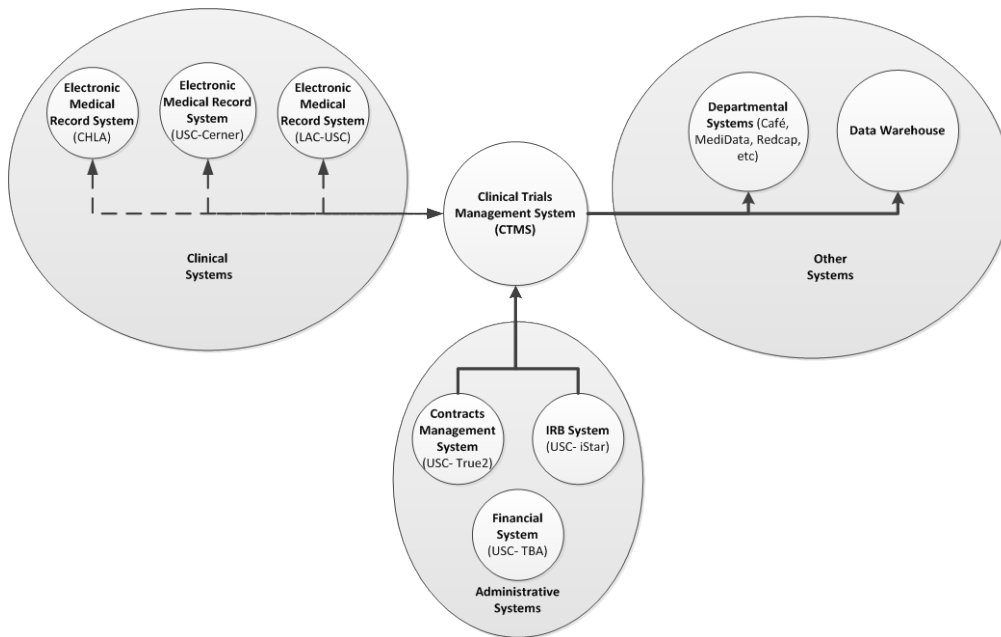 Electronic
Medical
Record System
(CHLA)
Electronic
Medical Record
System
(USC-Cerner)
Electronic
Medical
Record System
(LAC-USC)
Clinical
Systems
Clinical Trials
Management System
(CTMS)
Departmental
Systems (Café,
MediData, Redcap,
etc)
Data Warehouse
Other
Systems
Contracts
Management
System
(USC- True2)
IRB System
(USC- iStar)
Financial
System
(USC- TBA)
Administrative
Systems